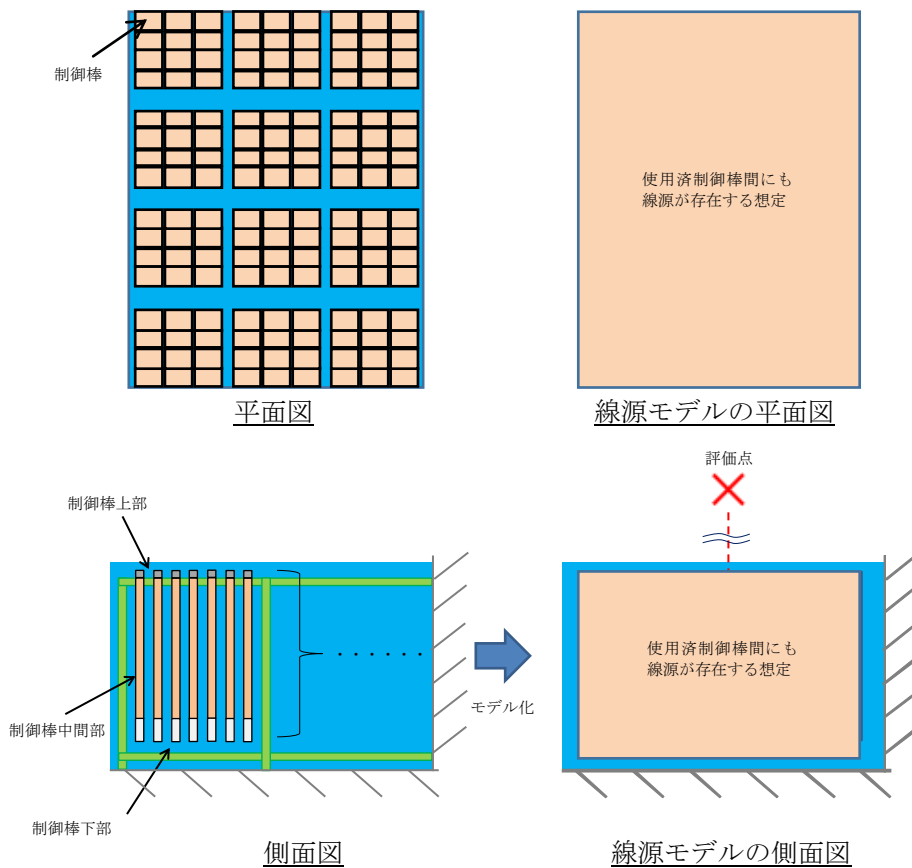 制御棒
使用済制御棒間にも
線源が存在する想定
平面図
線源モデルの平面図
評価点
制御棒上部
使用済制御棒間にも
線源が存在する想定
・・・・・・
モデル化
制御棒中間部
制御棒下部
側面図
線源モデルの側面図